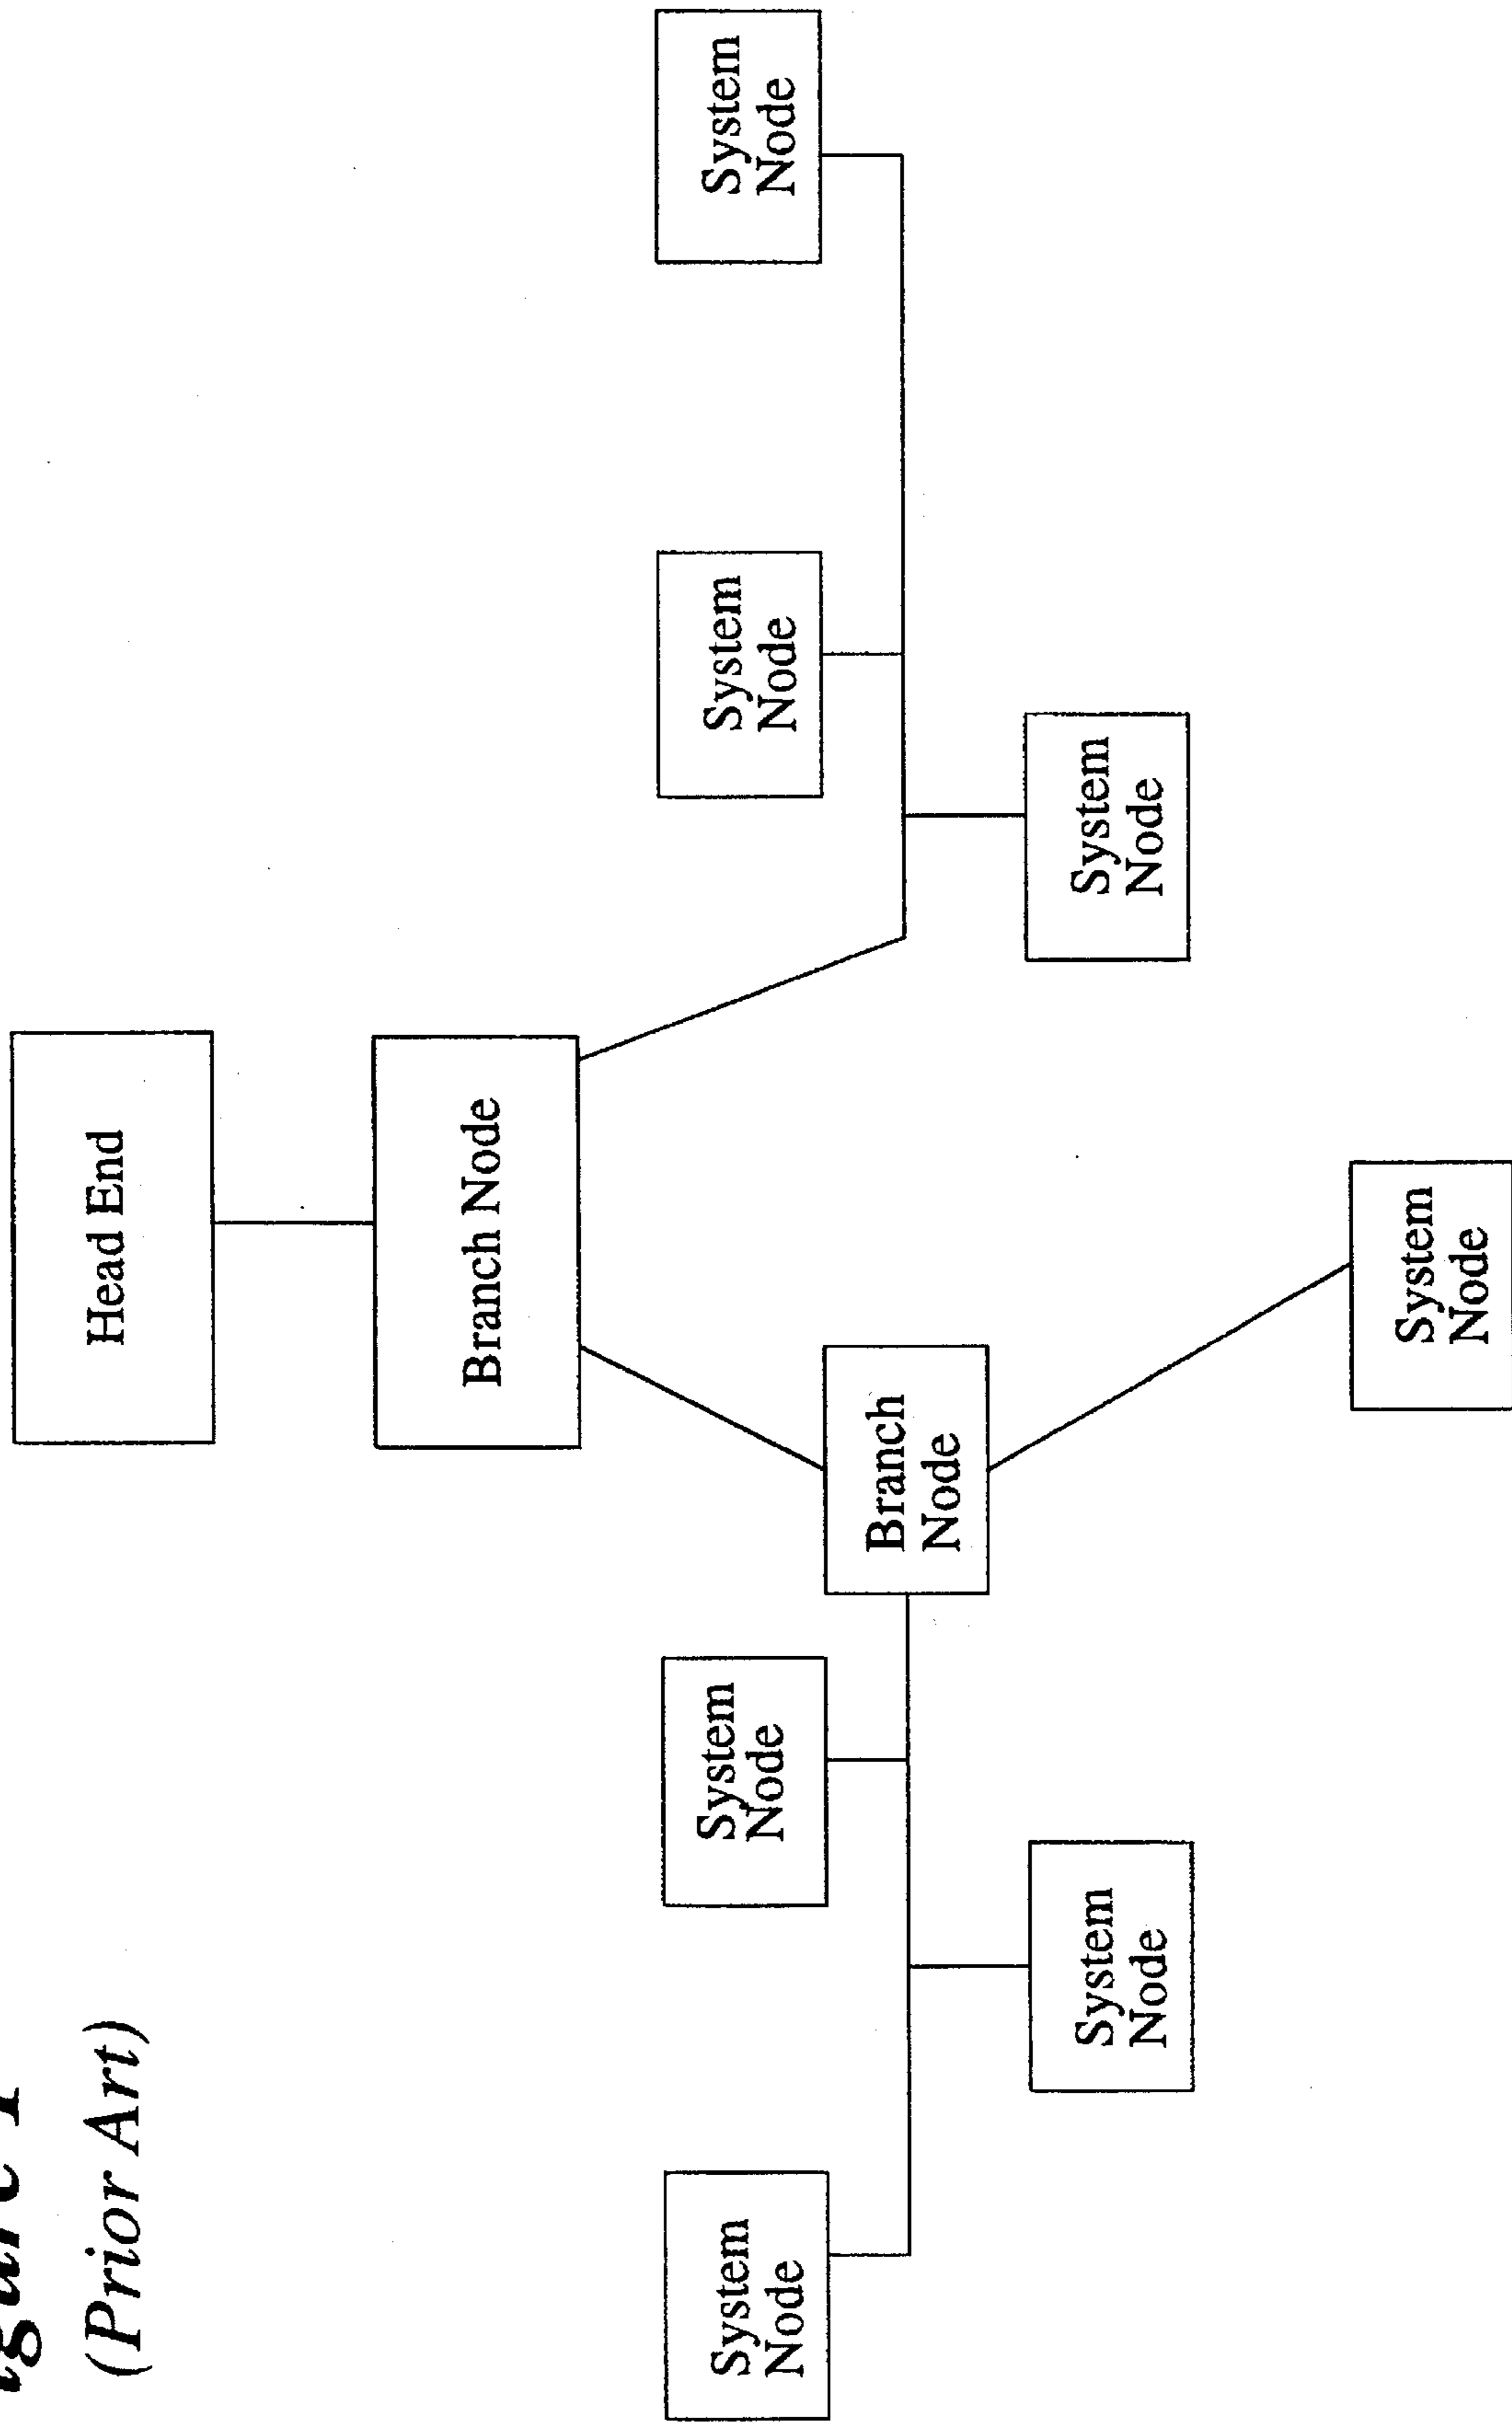 (Prior Art)
Head End
Branch Node
System
Node
System
Node
System
Node
System
Node
Branch
Node
System
Node
System
Node
System
Node